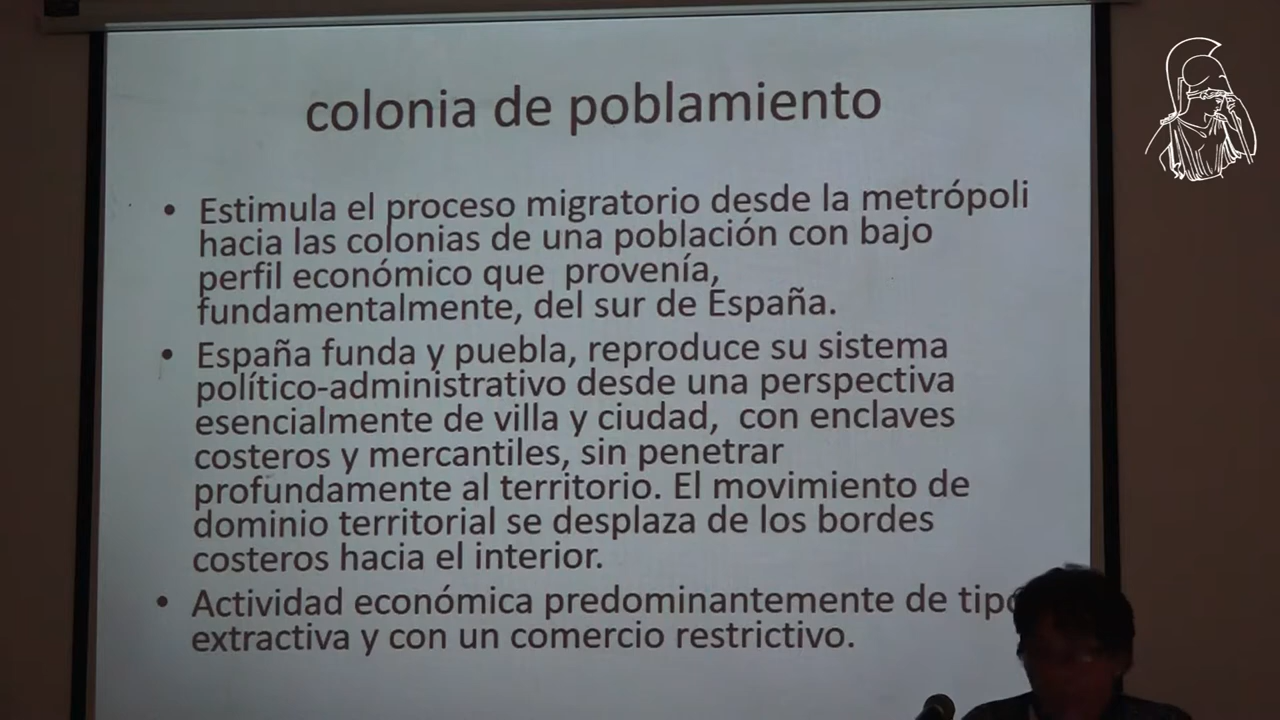 colonia de poblamiento
• Estimula el proceso migratorio desde la metrópoli
hacia las colonias de una población con bajo
perfil económico que provenía,
fundamentalmente, del sur de España.
• España funda y puebla, reproduce su sistema
político-administrativo desde una perspectiva
esencialmente de villa y ciudad, con enclaves
costeros y mercantiles, sin penetrar
profundamente al territorio. El movimiento de
dominio territorial se desplaza de los bordes
costeros hacia el interior.
• Actividad económica predominantemente de tipo
extractiva y con un comercio restrictivo.